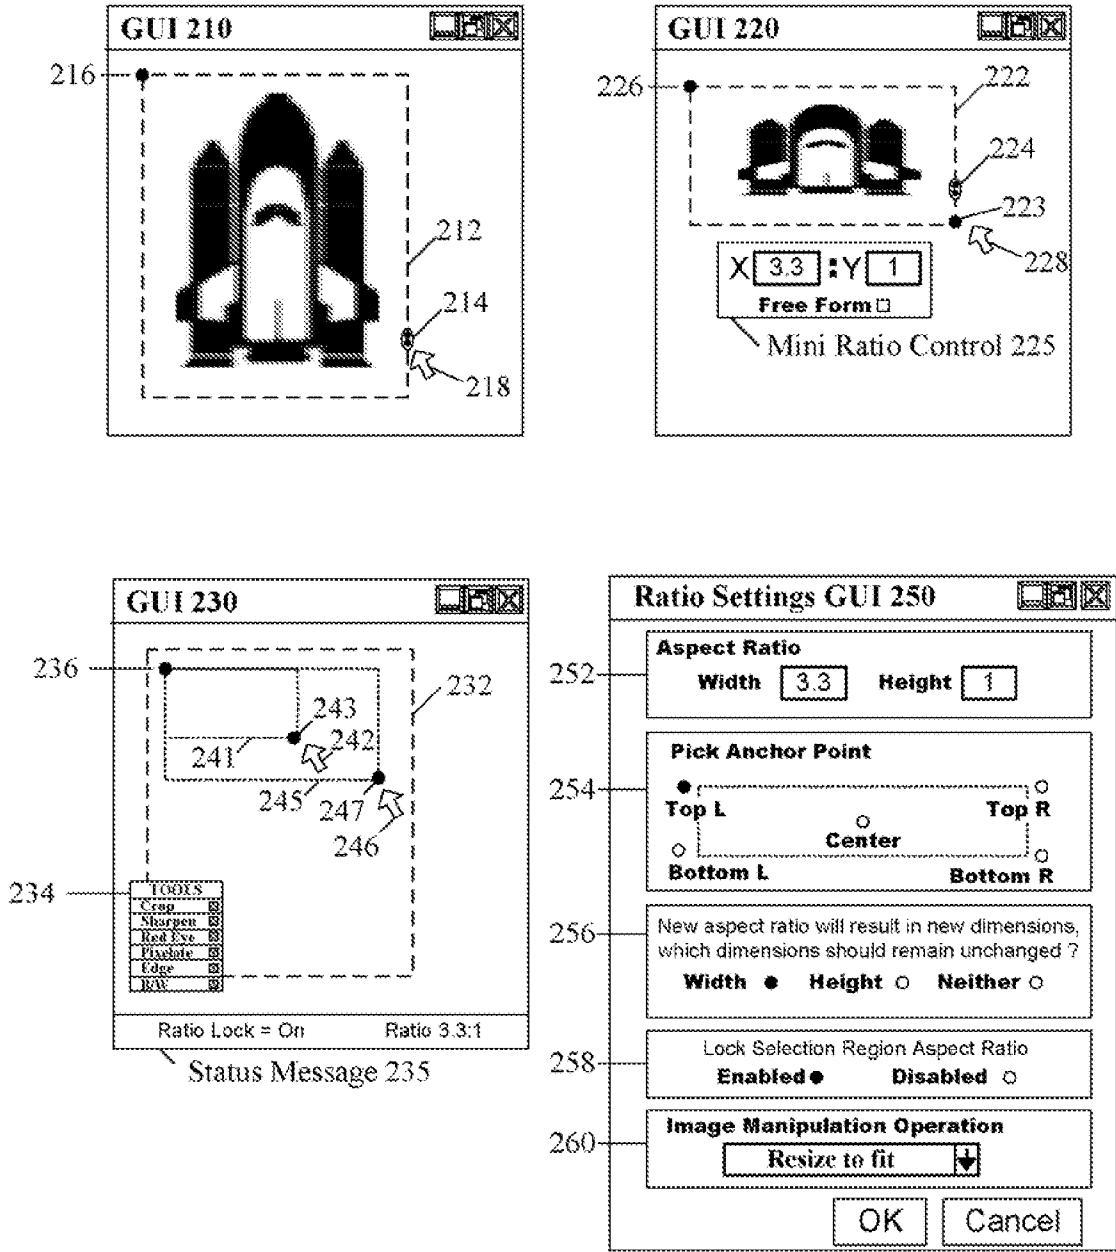 GUI 210
216
212
214
218
GUI 220
226
222
224
223
228
X 3.3 : Y 1
Free Form
Mini Ratio Control 225
GUI 230
236
232
243
241
242
245
247
246
234
TOOLS
Crop
Sharpen
Red Eye
Pixelate
Edge
B/W
Ratio Lock = On Ratio 3.3:1
Status Message 235
Ratio Settings GUI 250
252
Aspect Ratio
Width 3.3 Height 1
254
Pick Anchor Point
Top L Top R
Center
Bottom L Bottom R
256
New aspect ratio will result in new dimensions,
which dimensions should remain unchanged ?
Width Height Neither
258
Lock Selection Region Aspect Ratio
Enabled Disabled
260
Image Manipulation Operation
Resize to fit
OK Cancel